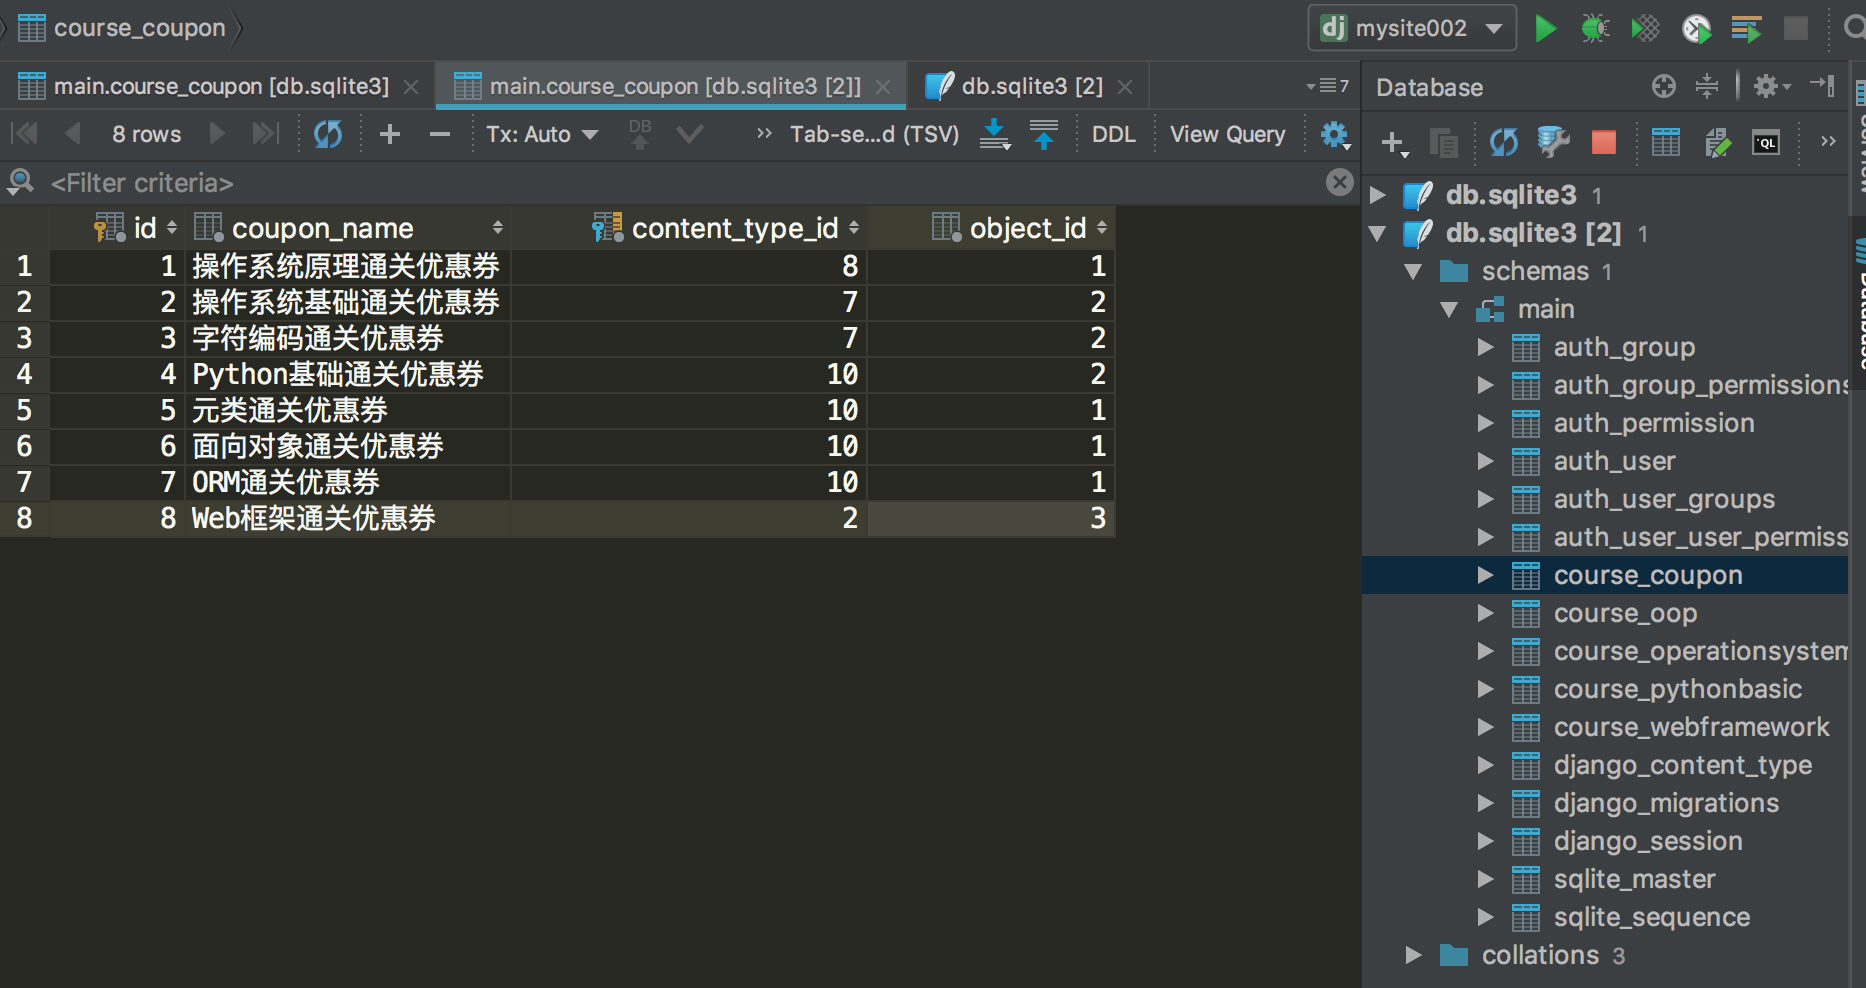 course_coupon
mysite002
main.course_coupon [db.sqlite3]
main.course_coupon [db.sqlite3 [2]]
db.sqlite3 [2]
7
8 rows
Tx: Auto
DB
Tab-se...d (TSV)
DDL
View Query
<Filter criteria>
id coupon_name content_type_id object_id
1 1 操作系统原理通关优惠券 8 1
2 2 操作系统基础通关优惠券 7 2
3 3 字符编码通关优惠券 7 2
4 4 Python基础通关优惠券 10 2
5 5 元类通关优惠券 10 1
6 6 面向对象通关优惠券 10 1
7 7 ORM通关优惠券 10 1
8 8 Web框架通关优惠券 2 3
Database
QL
db.sqlite3 1
db.sqlite3 [2] 1
schemas 1
main
auth_group
auth_group_permissions
auth_permission
auth_user
auth_user_groups
auth_user_user_permiss
course_coupon
course_oop
course_operationsystem
course_pythonbasic
course_webframework
django_content_type
django_migrations
django_session
sqlite_master
sqlite_sequence
collations 3